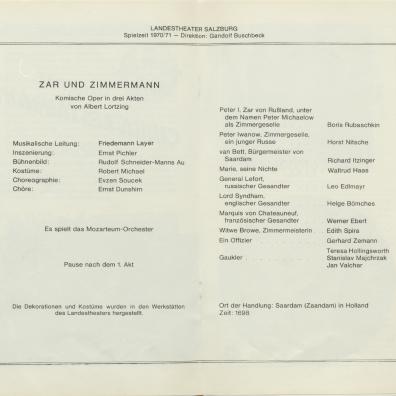 LANDESTHEATER SALZBURG
Spielzeit 1970/71 — Direktion: Gandolf Buschbeck
ZAR UND ZIMMERMANN
Komische Oper in drei Akten
von Albert Lortzing
Musikalische Leitung: Friedemann Layer
Inszenierung: Ernst Pichler
Bühnenbild: Rudolf Schneider-Manns Au
Kostüme: Robert Michael
Choreographie: Evzen Soucek
Chöre: Ernst Dunshirn
Es spielt das Mozarteum-Orchester
Pause nach dem 1. Akt
Die Dekorationen und Kostüme wurden in den Werkstätten
des Landestheaters hergestellt.
Peter I. Zar von Rußland, unter
dem Namen Peter Michaelow
als Zimmergeselle Boris Rubaschkin
Peter Iwanow, Zimmergeselle,
ein junger Russe Horst Nitsche
van Bett, Bürgermeister von
Saardam Richard Itzinger
Marie, seine Nichte Waltrud Haas
General Lefort,
russischer Gesandter Leo Edlmayr
Lord Syndham,
englischer Gesandter Helge Bömches
Marquis von Chateauneuf,
französischer Gesandter Werner Ebert
Witwe Browe, Zimmermeisterin Edith Spira
Ein Offizier Gerhard Zemann
Teresa Hollingsworth
Gaukler Stanislav Majchrzak
Jan Valchar
Ort der Handlung: Saardam (Zaandam) in Holland
Zeit: 1698